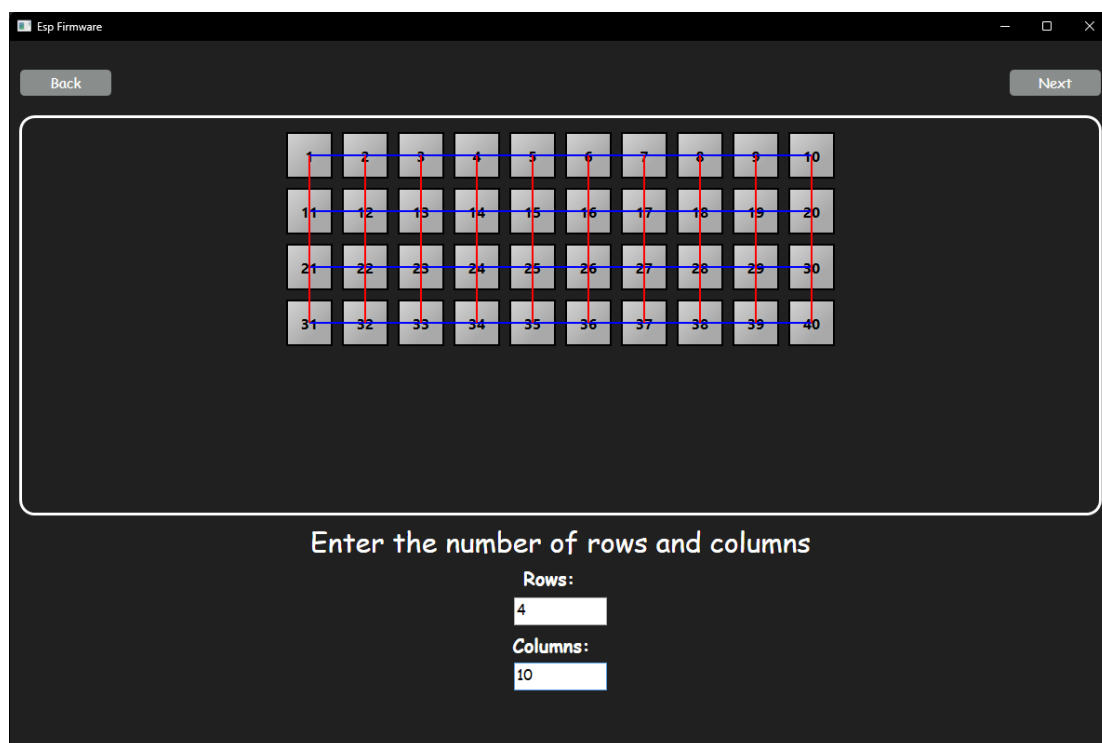 Esp Firmware
Back Next
1 2 3 4 5 6 7 8 9 10
11 12 13 14 15 16 17 18 19 20
21 22 23 24 25 26 27 28 29 30
31 32 33 34 35 36 37 38 39 40
Enter the number of rows and columns
Rows:
4
Columns:
10